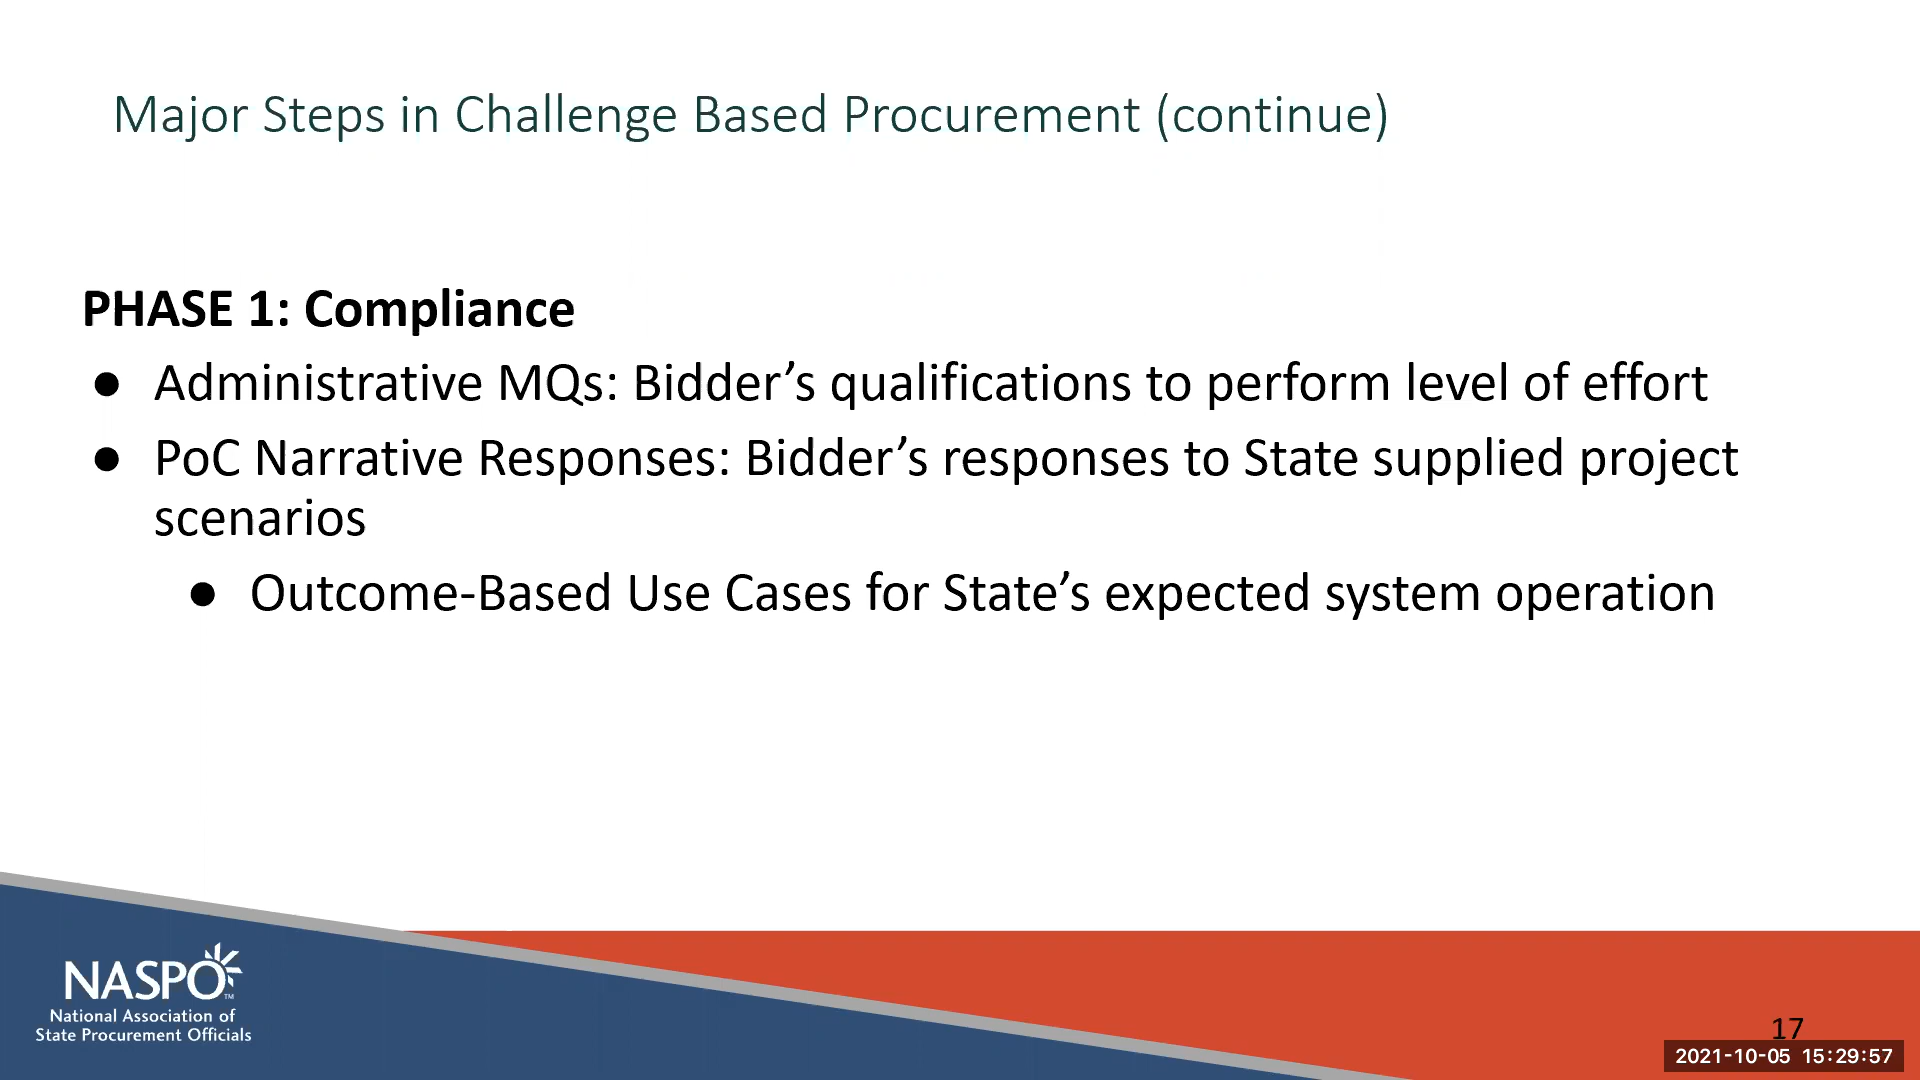 Major Steps in Challenge Based Procurement (continue)
PHASE 1: Compliance
● Administrative MQs: Bidder’s qualifications to perform level of effort
● PoC Narrative Responses: Bidder’s responses to State supplied project
scenarios
● Outcome-Based Use Cases for State’s expected system operation
NASPO™
National Association of
State Procurement Officials
17
2021-10-05 15:29:57